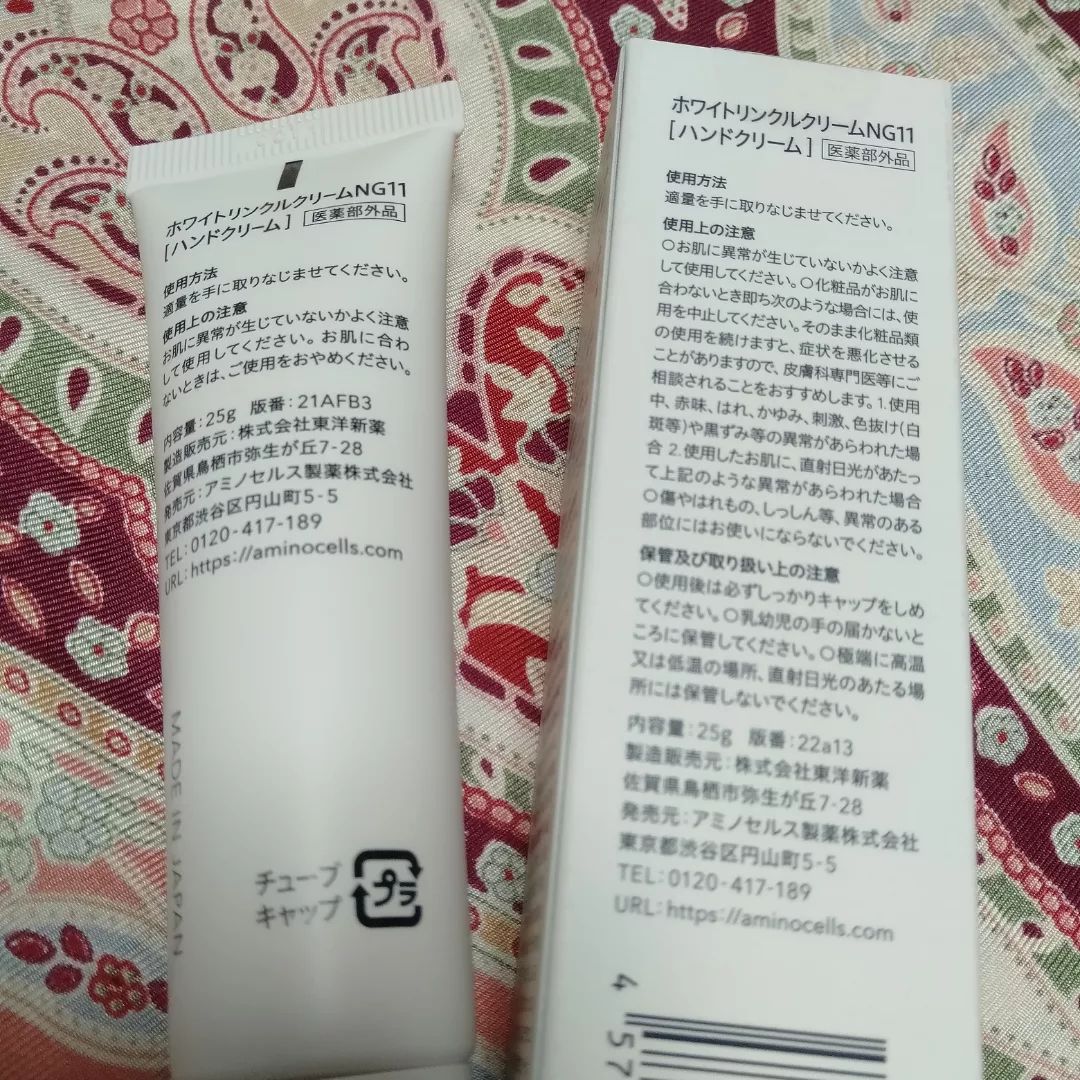 ホワイトリンクルクリームNG11
[ハンドクリーム] 医薬部外品
使用方法
適量を手に取りなじませてください。
使用上の注意
お肌に異常が生じていないかよく注意
して使用してください。お肌に合わ
ないときは、ご使用をおやめください。
内容量:25g 版番:21AFB3
製造販売元:株式会社東洋新薬
佐賀県鳥栖市弥生が丘7-28
発売元:アミノセルス製薬株式会社
東京都渋谷区円山町5-5
TEL:0120-417-189
URL:https://aminocells.com
MADE IN JAPAN
チューブ
キャップ
プラ
ホワイトリンクルクリームNG11
[ハンドクリーム] 医薬部外品
使用方法
適量を手に取りなじませてください。
使用上の注意
○お肌に異常が生じていないかよく注意
して使用してください。○化粧品がお肌に
合わないとき即ち次のような場合には、使
用を中止してください。そのまま化粧品類
の使用を続けますと、症状を悪化させる
ことがありますので、皮膚科専門医等にご
相談されることをおすすめします。1.使用
中、赤味、はれ、かゆみ、刺激、色抜け(白
斑等)や黒ずみ等の異常があらわれた場
合 2.使用したお肌に、直射日光があたっ
て上記のような異常があらわれた場合
○傷やはれもの、しっしん等、異常のある
部位にはお使いにならないでください。
保管及び取り扱い上の注意
○使用後は必ずしっかりキャップをしめ
てください。○乳幼児の手の届かないと
ころに保管してください。○極端に高温
又は低温の場所、直射日光のあたる場
所には保管しないでください。
内容量:25g 版番:22a13
製造販売元:株式会社東洋新薬
佐賀県鳥栖市弥生が丘7-28
発売元:アミノセルス製薬株式会社
東京都渋谷区円山町5-5
TEL:0120-417-189
URL:https://aminocells.com
4 57